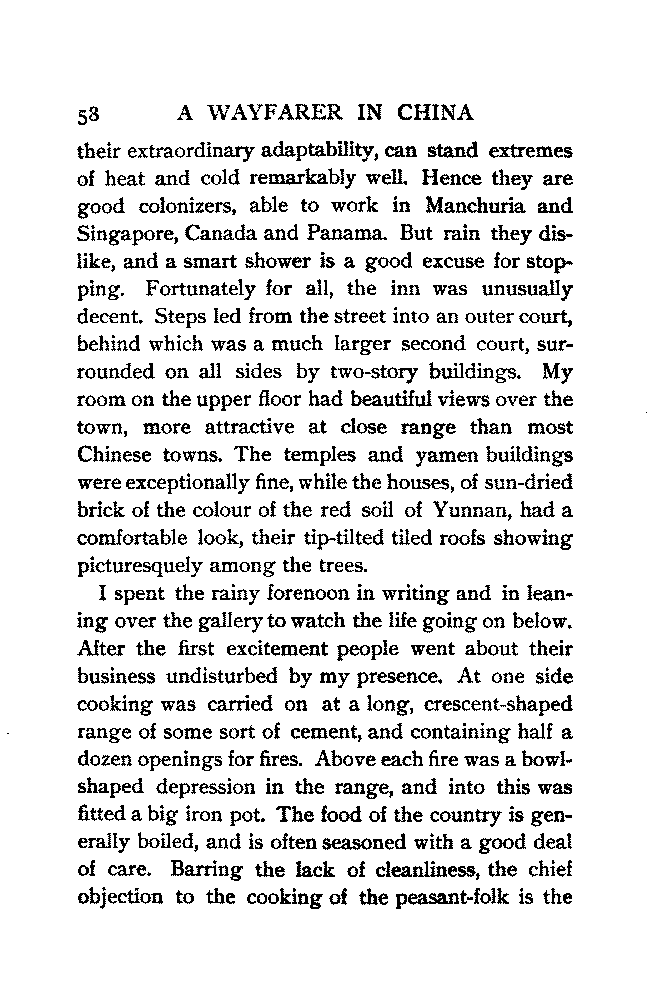 58 A WAYFARER IN CHINA
their extraordinary adaptability, can stand extremes
of heat and cold remarkably well. Hence they are
good colonizers, able to work in Manchuria and
Singapore, Canada and Panama. But rain they dis-
like, and a smart shower is a good excuse for stop-
ping. Fortunately for all, the inn was unusually
decent. Steps led from the street into an outer court,
behind which was a much larger second court, sur-
rounded on all sides by two-story buildings. My
room on the upper floor had beautiful views over the
town, more attractive at close range than most
Chinese towns. The temples and yamen buildings
were exceptionally fine, while the houses, of sun-dried
brick of the colour of the red soil of Yunnan, had a
comfortable look, their tip-tilted tiled roofs showing
picturesquely among the trees.
I spent the rainy forenoon in writing and in lean-
ing over the gallery to watch the life going on below.
After the first excitement people went about their
business undisturbed by my presence. At one side
cooking was carried on at a long, crescent-shaped
range of some sort of cement, and containing half a
dozen openings for fires. Above each fire was a bowl-
shaped depression in the range, and into this was
fitted a big iron pot. The food of the country is gen-
erally boiled, and is often seasoned with a good deal
of care. Barring the lack of cleanliness, the chief
objection to the cooking of the peasant-folk is the